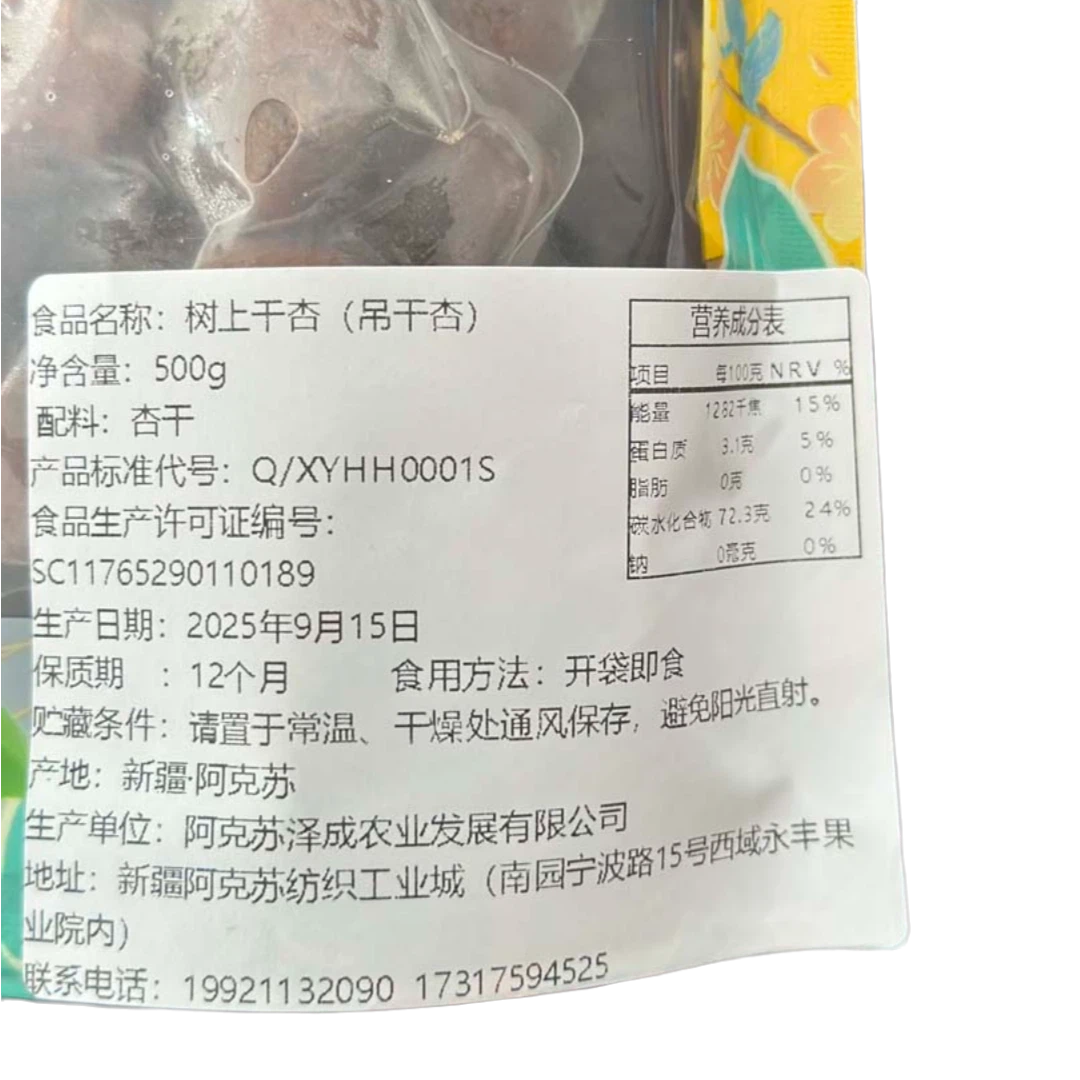 食品名称：树上干杏（吊干杏）
净含量：500g
配料：杏干
产品标准代号：Q/XYHH0001S
食品生产许可证编号：
SC11765290110189
生产日期：2025年9月15日
保质期 ：12个月 食用方法：开袋即食
贮藏条件：请置于常温、干燥处通风保存，避免阳光直射。
产地：新疆·阿克苏
生产单位：阿克苏泽成农业发展有限公司
地址：新疆阿克苏纺织工业城（南园宁波路15号西域永丰果
业院内）
联系电话：19921132090 17317594525
营养成分表
项目 每100克 NRV %
能量 1282千焦 15%
蛋白质 3.1克 5%
脂肪 0克 0%
碳水化合物 72.3克 24%
钠 0毫克 0%